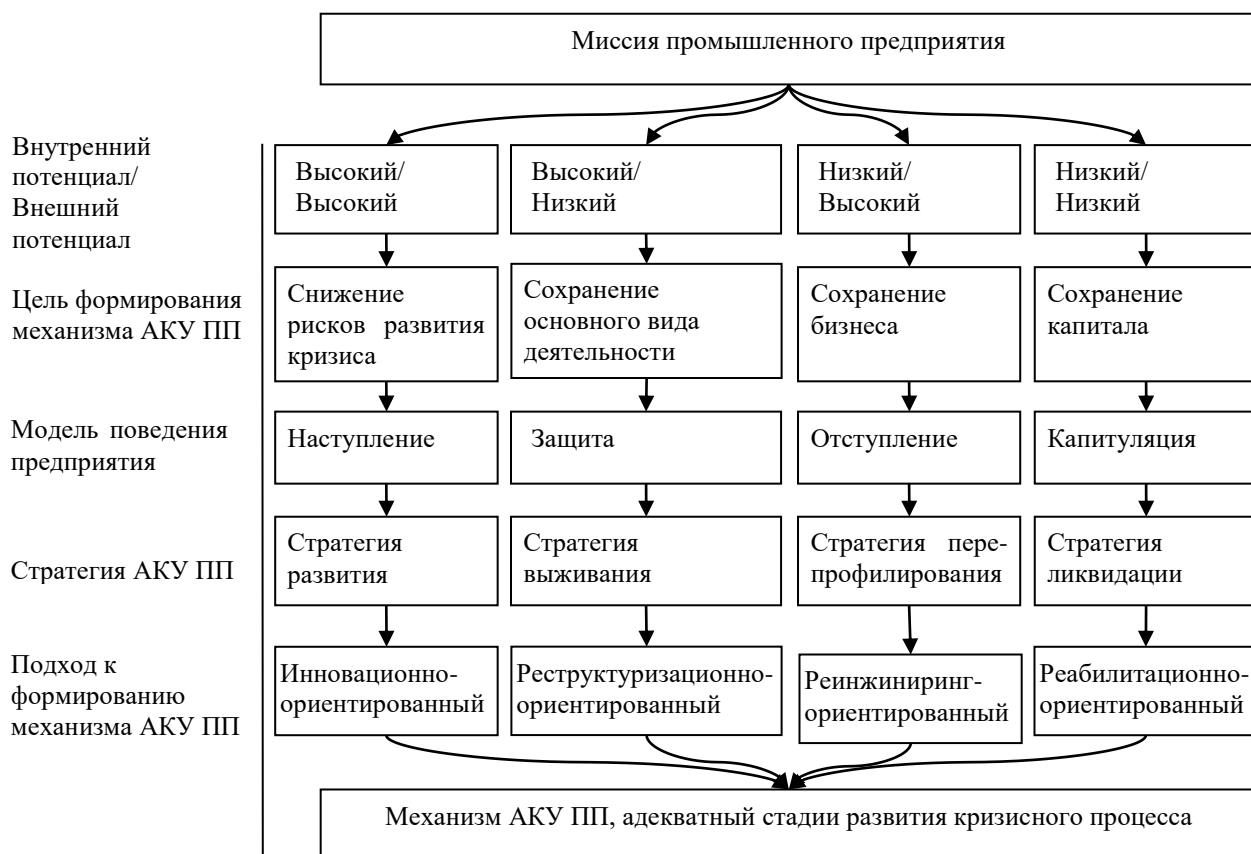 Миссия промышленного предприятия
Внутренний
потенциал/
Внешний
потенциал
Высокий/
Высокий
Высокий/
Низкий
Низкий/
Высокий
Низкий/
Низкий
Цель формирования
механизма АКУ ПП
Снижение
рисков развития
кризиса
Сохранение
основного вида
деятельности
Сохранение
бизнеса
Сохранение
капитала
Модель поведения
предприятия
Наступление
Защита
Отступление
Капитуляция
Стратегия АКУ ПП
Стратегия
развития
Стратегия
выживания
Стратегия пере-
профилирования
Стратегия
ликвидации
Подход к
формированию
механизма АКУ ПП
Инновационно-
ориентированный
Реструктуризационно-
ориентированный
Реинжиниринг-
ориентированный
Реабилитационно-
ориентированный
Механизм АКУ ПП, адекватный стадии развития кризисного процесса